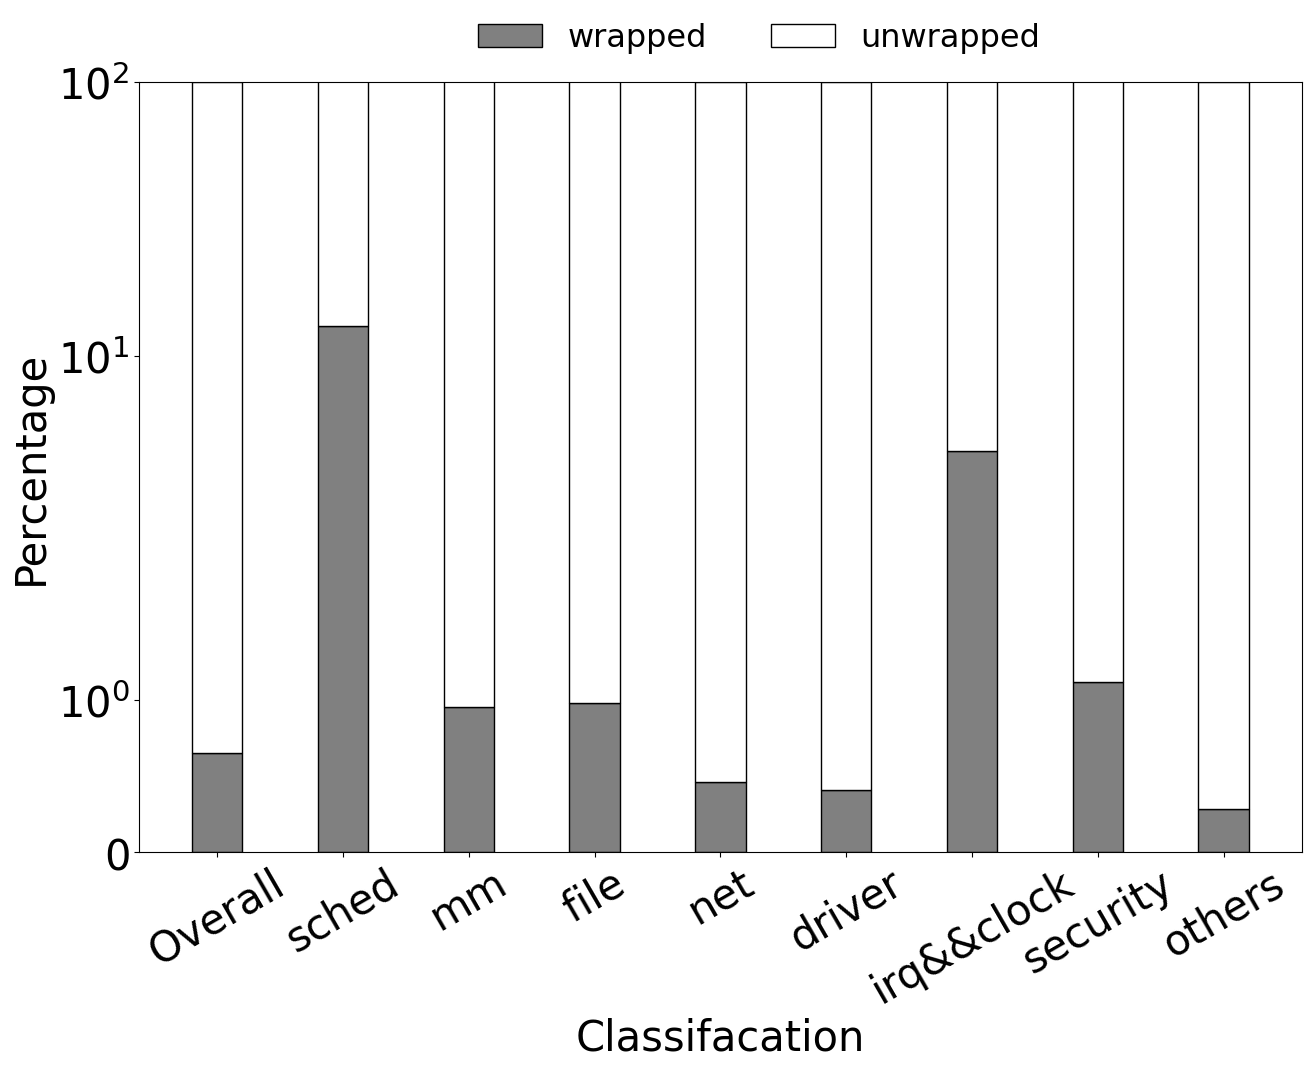 wrapped unwrapped
10²
10¹
10⁰
0
Percentage
Overall sched mm file net driver irq&&clock security others
Classifacation